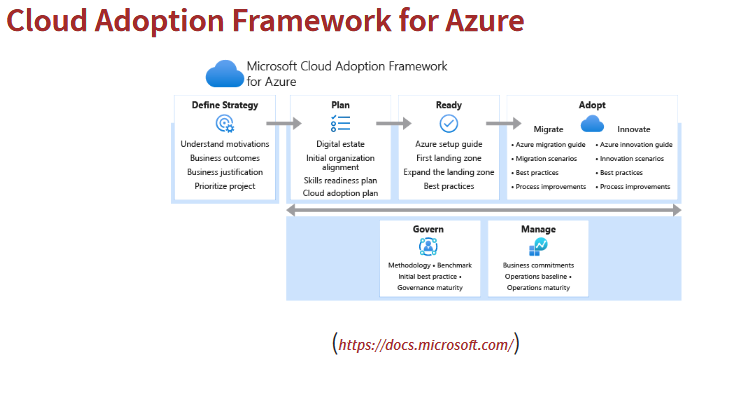 Cloud Adoption Framework for Azure
Microsoft Cloud Adoption Framework
for Azure
Define Strategy
Understand motivations
Business outcomes
Business justification
Prioritize project
Plan
Digital estate
Initial organization
alignment
Skills readiness plan
Cloud adoption plan
Ready
Azure setup guide
First landing zone
Expand the landing zone
Best practices
Adopt
Migrate
• Azure migration guide
• Migration scenarios
• Best practices
• Process improvements
Innovate
• Azure innovation guide
• Innovation scenarios
• Best practices
• Process improvements
Govern
Methodology • Benchmark
Initial best practice •
Governance maturity
Manage
Business commitments
Operations baseline •
Operations maturity
(https://docs.microsoft.com/)